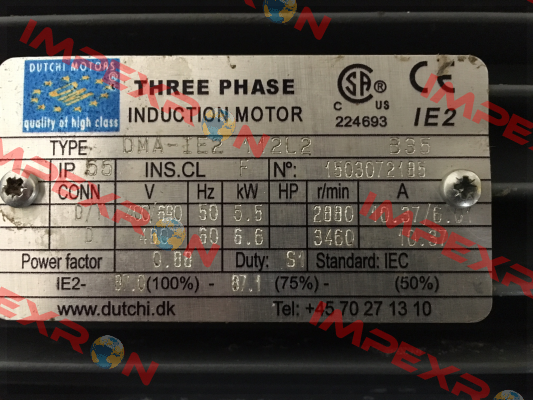 DUTCHI MOTORS
quality of high class
THREE PHASE
INDUCTION MOTOR
C US
224693
CE
IE2
TYPE DMA-IE2
IP 55 INS.CL F Nº:
CONN V Hz kW HP r/min A
50 5.5 2880
D 60 6.6 3460
Power factor 0.88 Duty: S1 Standard: IEC
IE2- (100%) - 87.1 (75%) - (50%)
www.dutchi.dk Tel: +45 70 27 13 10
IMPEXRON